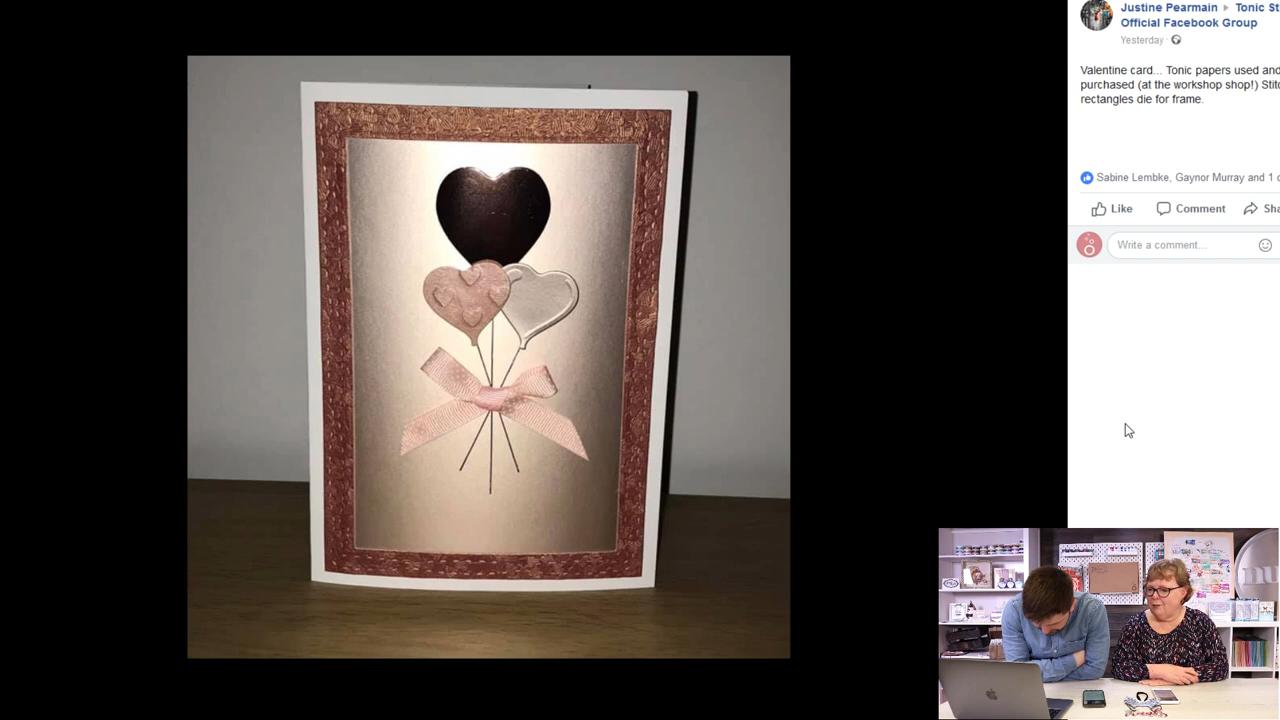 Justine Pearmain ▸ Tonic St
Official Facebook Group
Yesterday ·
Valentine card... Tonic papers used and
purchased (at the workshop shop!) Stit
rectangles die for frame.
Sabine Lembke, Gaynor Murray and 1 o
Like Comment Sha
Write a comment...